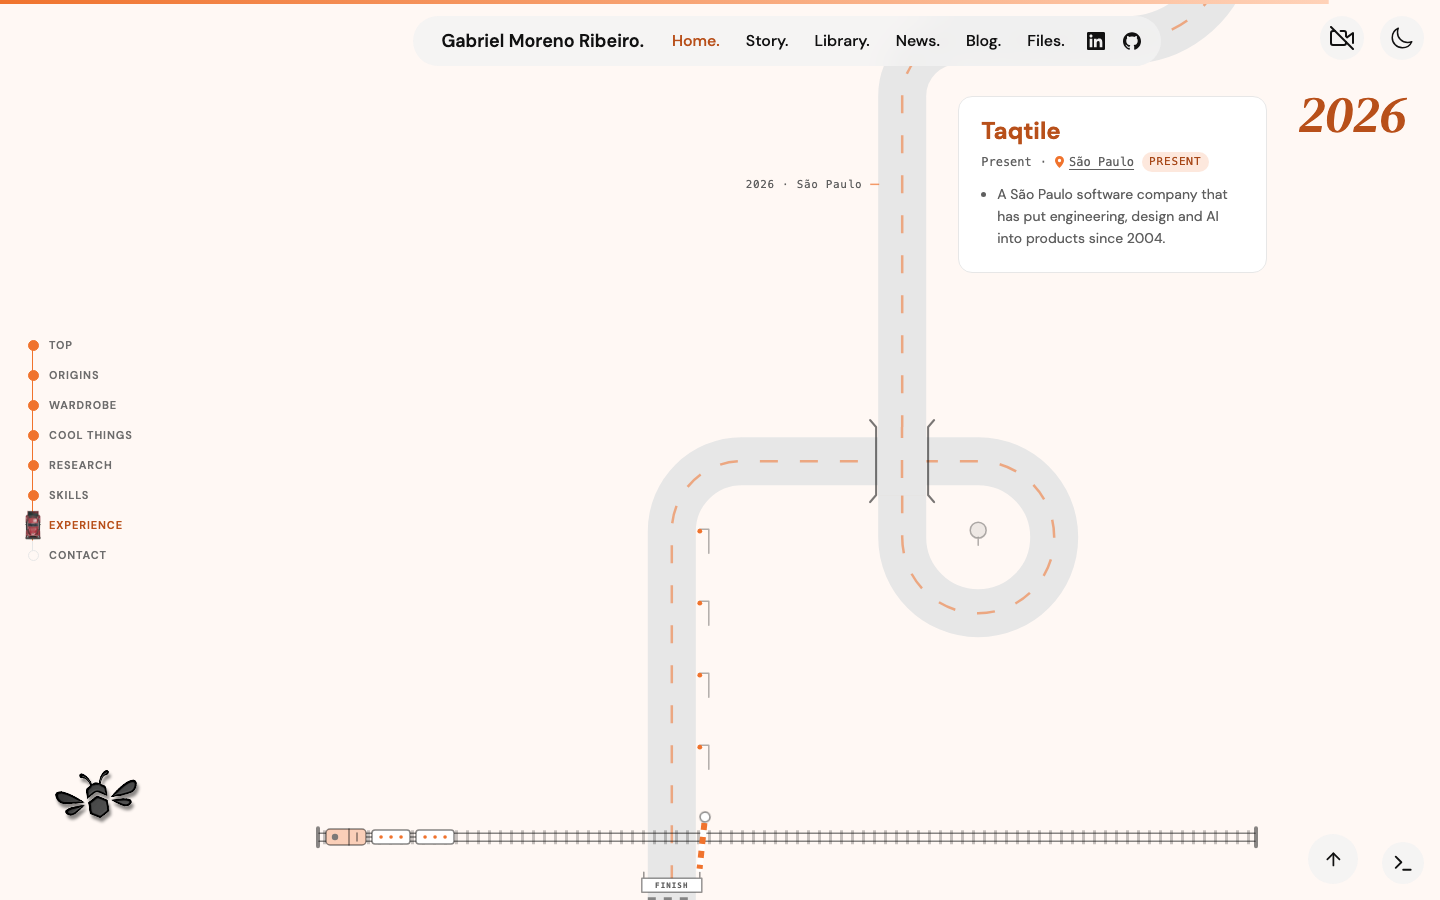 Gabriel Moreno Ribeiro.
Home.
Story.
Library.
News.
Blog.
Files.
2026
Taqtile
Present · São Paulo PRESENT
A São Paulo software company that
has put engineering, design and AI
into products since 2004.
2026 · São Paulo
TOP
ORIGINS
WARDROBE
COOL THINGS
RESEARCH
SKILLS
EXPERIENCE
CONTACT
FINISH